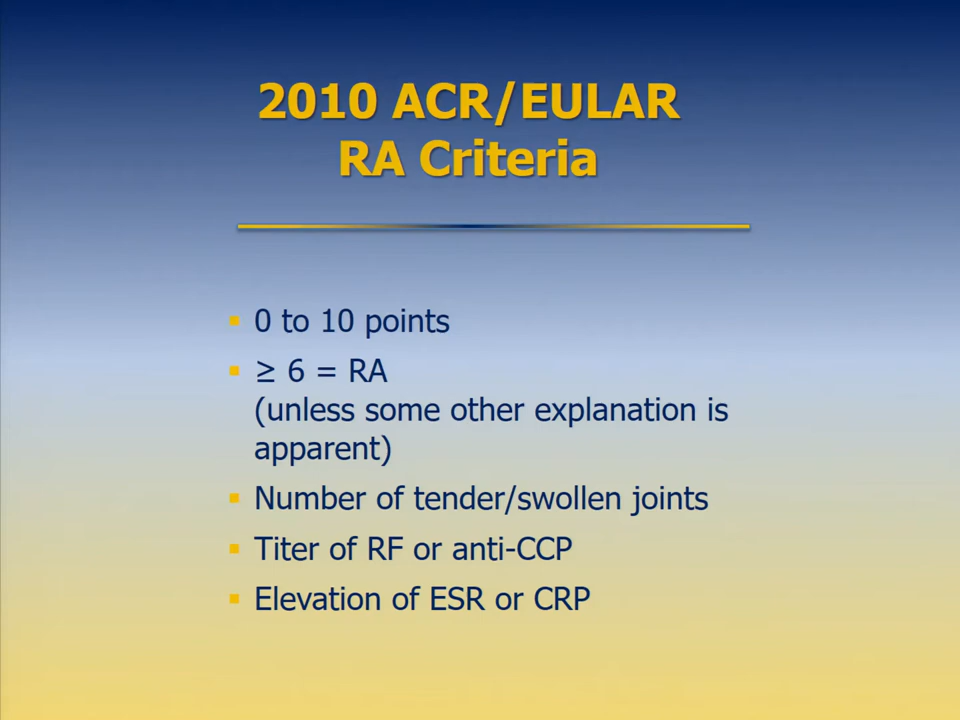 2010 ACR/EULAR
RA Criteria
▪ 0 to 10 points
▪ ≥ 6 = RA
(unless some other explanation is
apparent)
▪ Number of tender/swollen joints
▪ Titer of RF or anti-CCP
▪ Elevation of ESR or CRP